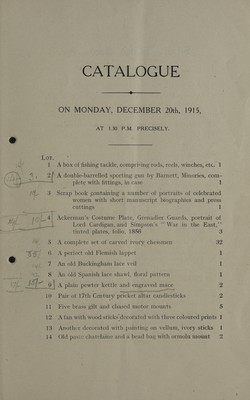 CATALOGUE
ON MONDAY, DECEMBER 20th, 1915,
AT 1.30 P.M. PRECISELY.
Lot.
1 A box of fishing tackle, comprising rods, reels, winches, etc. 1
2 A double-barrelled sporting gun by Barnett, Minories, complete with fittings, in case 1
3 Scrap book containing a number of portraits of celebrated
women with short manuscript biographies and press
cuttings 1
4 Ackerman's Costume Plate, Grenadier Guards, portrait of
Lord Cardigan, and Simpson's "War in the East,"
tinted plates, folio, 1856
5 A complete set of carved ivory chessmen 32
6 A perfect old Flemish lappet 1
7 An old Buckingham lace veil 1
8 An old Spanish lace shawl, floral pattern 1
9 A plain pewter kettle and engraved mazs 2
10 Pair of 17th Century pricket altar candlesticks 2
11 Five brass gilt and chased motor mounts 5
12 A fan with wood sticks decorated with three coloured prints 1
13 Another decorated with painting on vellum, ivory sticks 1
14 Old paste chatelaine and a bead bag with ormolu mount 2